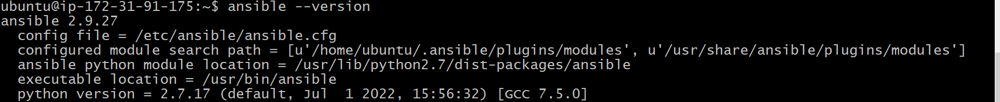 ubuntu@ip-172-31-91-175:~$ ansible --version
ansible 2.9.27
  config file = /etc/ansible/ansible.cfg
  configured module search path = [u'/home/ubuntu/.ansible/plugins/modules', u'/usr/share/ansible/plugins/modules']
  ansible python module location = /usr/lib/python2.7/dist-packages/ansible
  executable location = /usr/bin/ansible
  python version = 2.7.17 (default, Jul  1 2022, 15:56:32) [GCC 7.5.0]